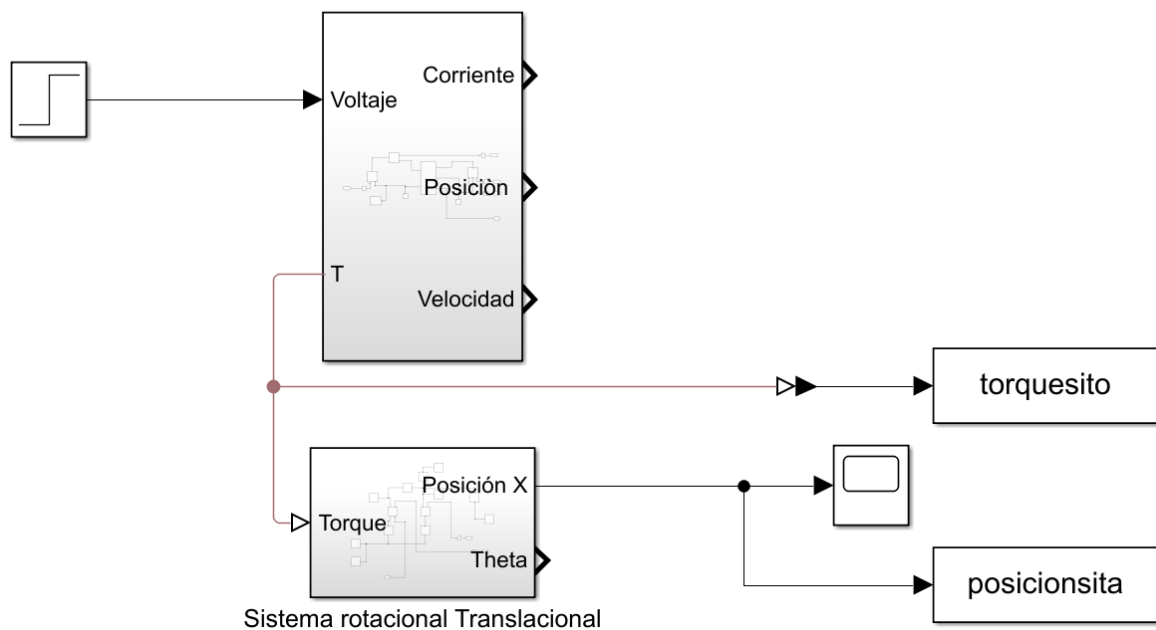 Corriente
Voltaje
Posiciòn
T
Velocidad
torquesito
Posición X
Torque
Theta
posicionsita
Sistema rotacional Translacional